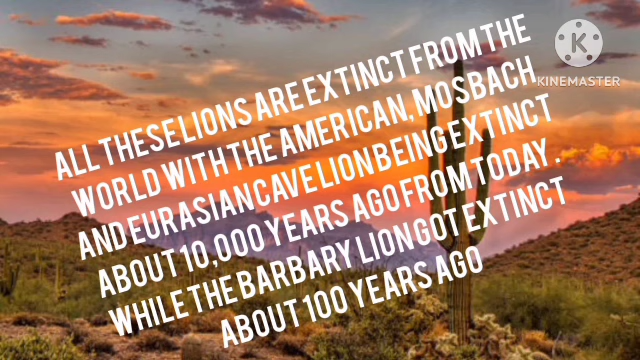 ALL THESE LIONS ARE EXTINCT FROM THE
WORLD WITH THE AMERICAN, MOSBACH
AND EURASIAN CAVE LION BEING EXTINCT
ABOUT 10,000 YEARS AGO FROM TODAY .
WHILE THE BARBARY LION GOT EXTINCT
ABOUT 100 YEARS AGO
K
KINEMASTER